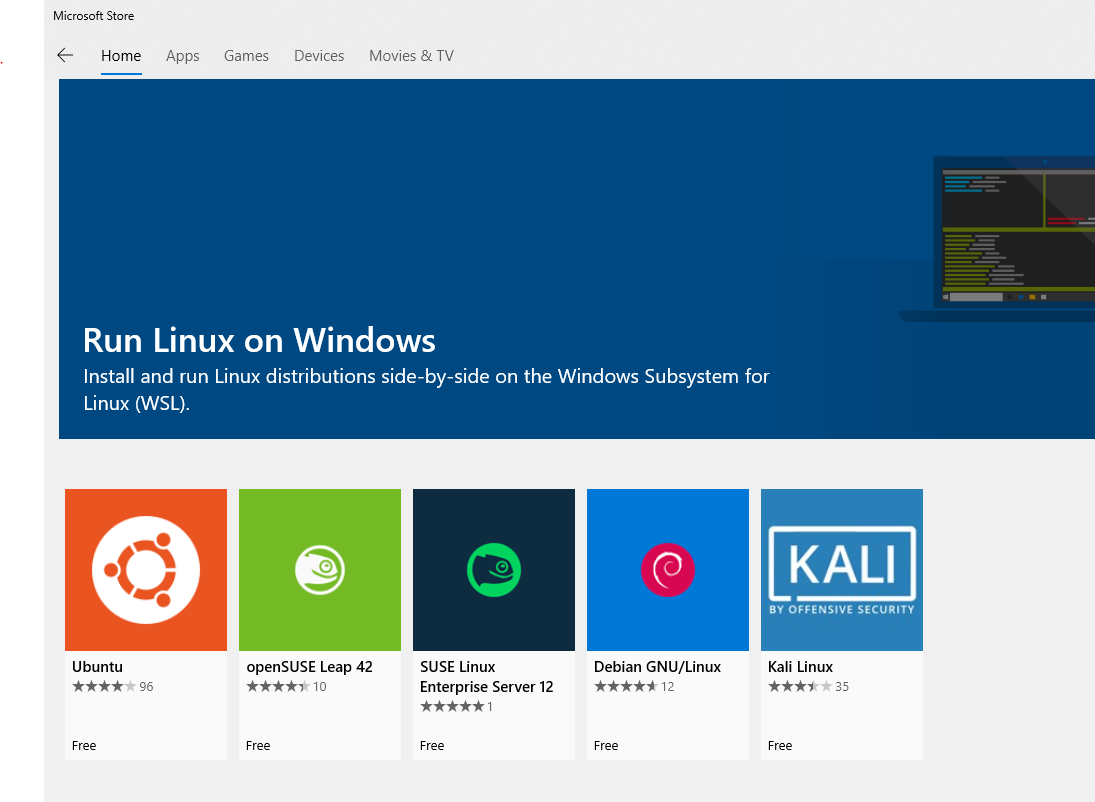 Microsoft Store
Home Apps Games Devices Movies & TV
Run Linux on Windows
Install and run Linux distributions side-by-side on the Windows Subsystem for
Linux (WSL).
KALI
BY OFFENSIVE SECURITY
Ubuntu
96
Free
openSUSE Leap 42
10
Free
SUSE Linux
Enterprise Server 12
1
Free
Debian GNU/Linux
12
Free
Kali Linux
35
Free